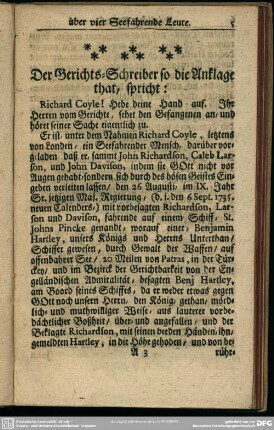 über vier Seefahrende Leute. 5
Der Gerichts-Schreiber so die Anklage
that, spricht:
Richard Coyle! Hebe deine Hand auf. Ihr
Herren vom Gerichte, sehet den Gefangenen an, und
höret seiner Sache eigentlich zu.
Er ist unter dem Nahmen Richard Coyle, letztens
von Londen, ein Seefahrender Mensch, darüber vor-
geladen daß er, sammt John Richardson, Caleb Lar-
son, und John Davison, indem sie GOtt nicht vor
Augen gehabt, sondern sich durch des bösen Geistes Ein-
geben verleiten lassen, den 26 Augusti, im IX. Jahr
Sr. jetzigen Maj. Regierung, (d. i. den 6 Sept. 1735,
neuen Calenders,) mit vorbesagten Richardson, Lar-
son und Davison, fahrende auf einem Schiff, St.
Johns Pincke genandt, worauf einer, Benjamin
Hartley, unsers Königs und Herrns Unterthan,
Schiffer gewesen, durch Gewalt der Waffen, auf
offenbahrer See, 20 Meilen von Patras, in der Tür-
ckey, und im Bezirck der Gerichtbarkeit von der En-
geländischen Admiralität, besagten Benj Hartley,
am Boord seines Schiffes, da er weder etwas gegen
GOtt noch unsern Herrn, den König, gethan, mörd-
lich- und muthwilliger Weise, aus lauterer vorbe-
dächtlicher Boßheit, über- und angefallen, und der
Beklagte Richardson, mit seinen beeden Händen, ihn,
gemeldten Hartley, in die Höhe gehoben, und von de-
A 3 rühr-